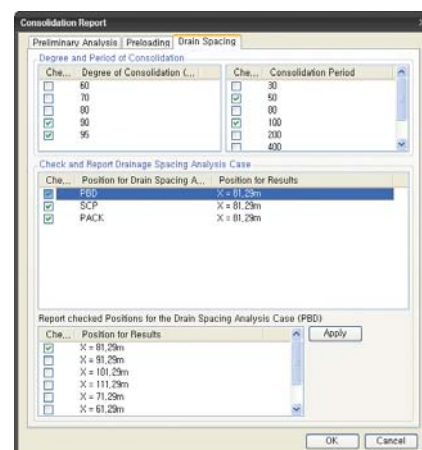 Consolidation Report
Preliminary Analysis Preloading Drain Spacing
Degree and Period of Consolidation
Che... Degree of Consolidation (... Che... Consolidation Period
60 30
70 50
80 80
90 100
95 200
400
Check and Report Drainage Spacing Analysis Case
Che... Position for Drain Spacing A... Position for Results
PBD X = 81,29m
SCP X = 81,29m
PACK X = 81,29m
Report checked Positions for the Drain Spacing Analysis Case (PBD)
Che... Position for Results Apply
X = 81,29m
X = 91,29m
X = 101,29m
X = 111,29m
X = 71,29m
X = 61,29m
OK Cancel